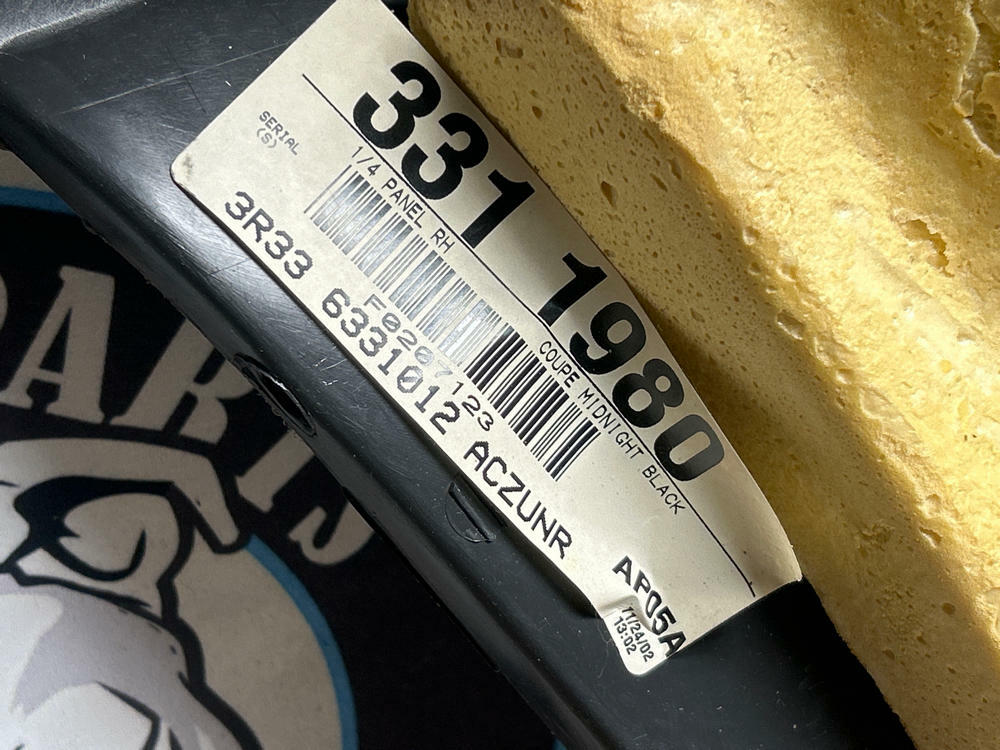 331 1980
SERIAL
(S)
1/4 PANEL RH
COUPE MIDNIGHT BLACK
F0207123
3R33 6331012 ACZUNR
AP05A
11/24/02
13:02
PARTS